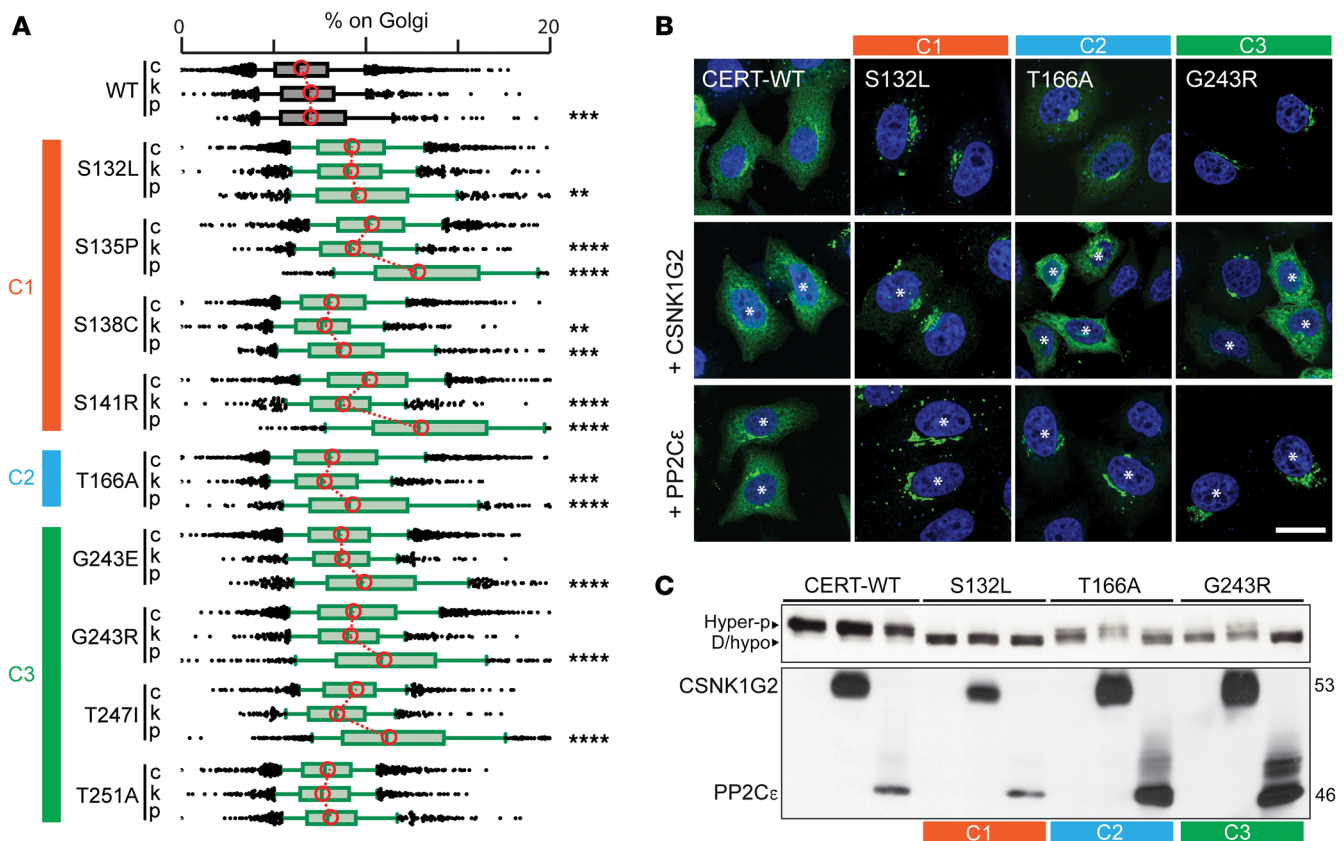 A
% on Golgi
0
20
WT
c
k
p
***
C1
S132L
c
k
p
**
S135P
c
k
p
****
****
S138C
c
k
p
**
***
S141R
c
k
p
****
****
C2
T166A
c
k
p
***
****
C3
G243E
c
k
p
****
G243R
c
k
p
****
T247I
c
k
p
****
T251A
c
k
p
B
C1 C2 C3
CERT-WT S132L T166A G243R
+ CSNK1G2
* * * * * * * * * *
+ PP2Cε
* * * * * * * *
C
CERT-WT S132L T166A G243R
Hyper-p
D/hypo
CSNK1G2 53
PP2Cε 46
C1 C2 C3